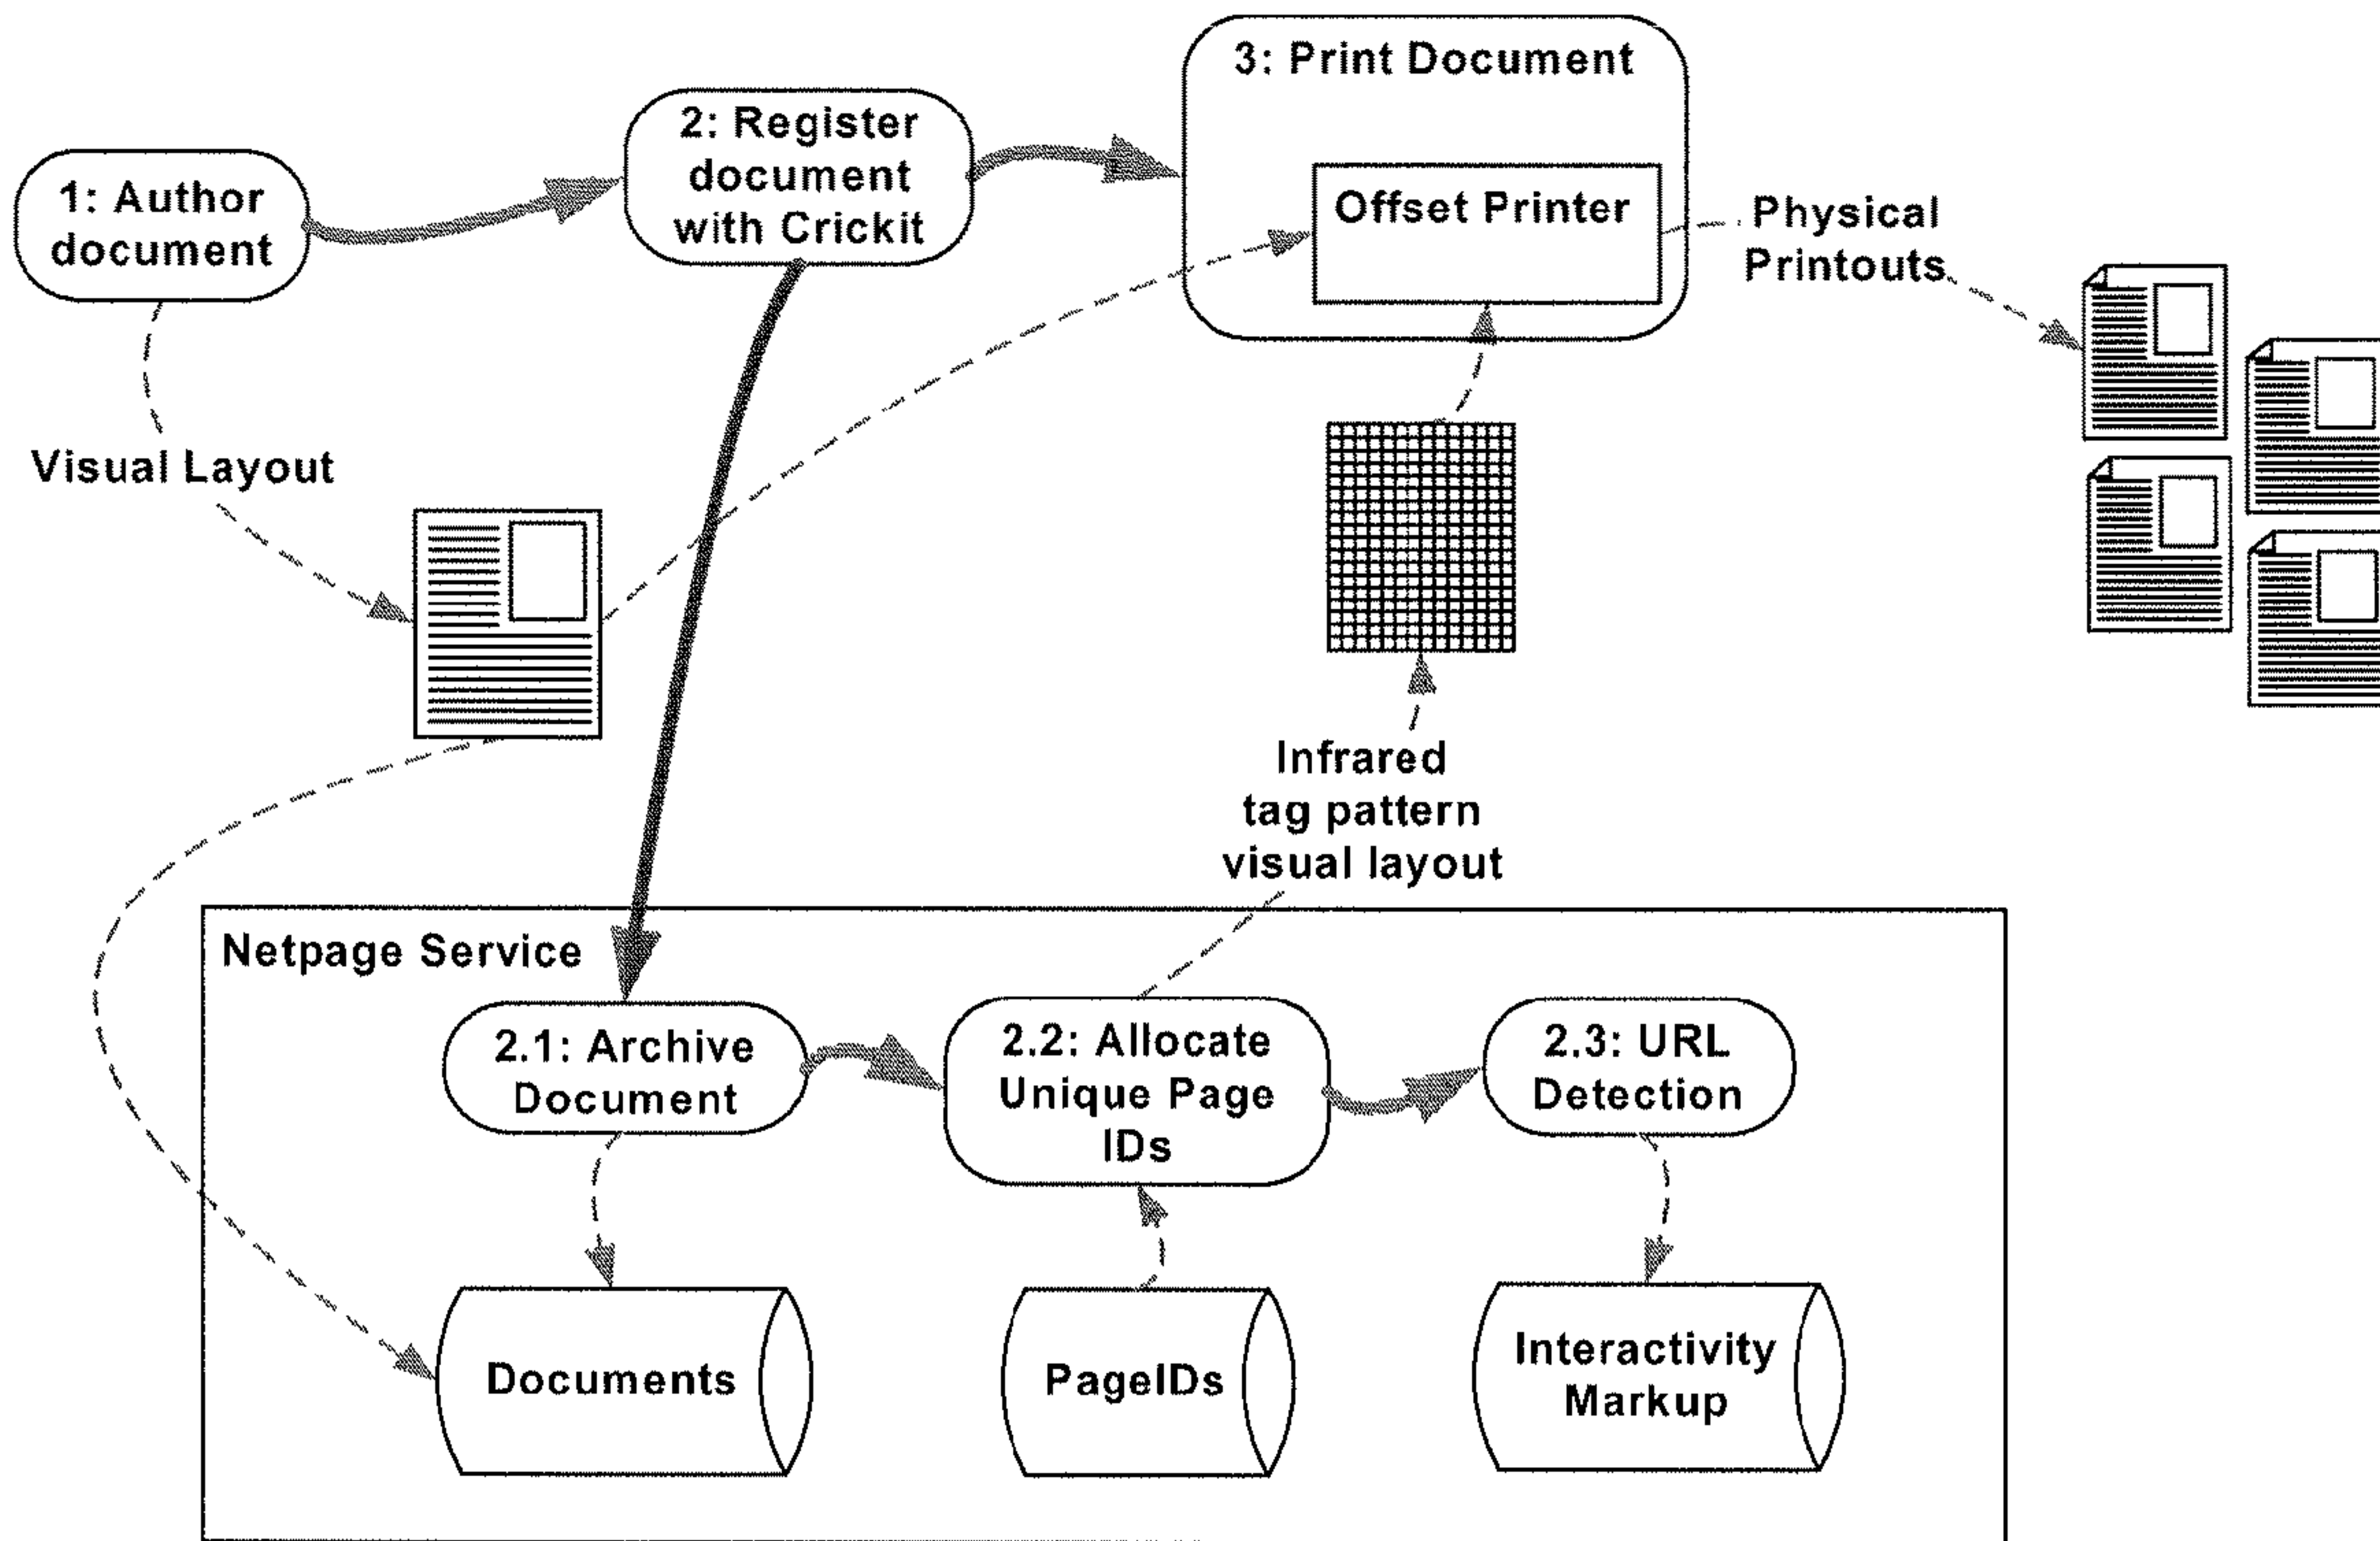 1: Author
document
2: Register
document
with Crickit
3: Print Document
Offset Printer
Physical
Printouts
Visual Layout
Infrared
tag pattern
visual layout
Netpage Service
2.1: Archive
Document
2.2: Allocate
Unique Page
IDs
2.3: URL
Detection
Documents
PageIDs
Interactivity
Markup